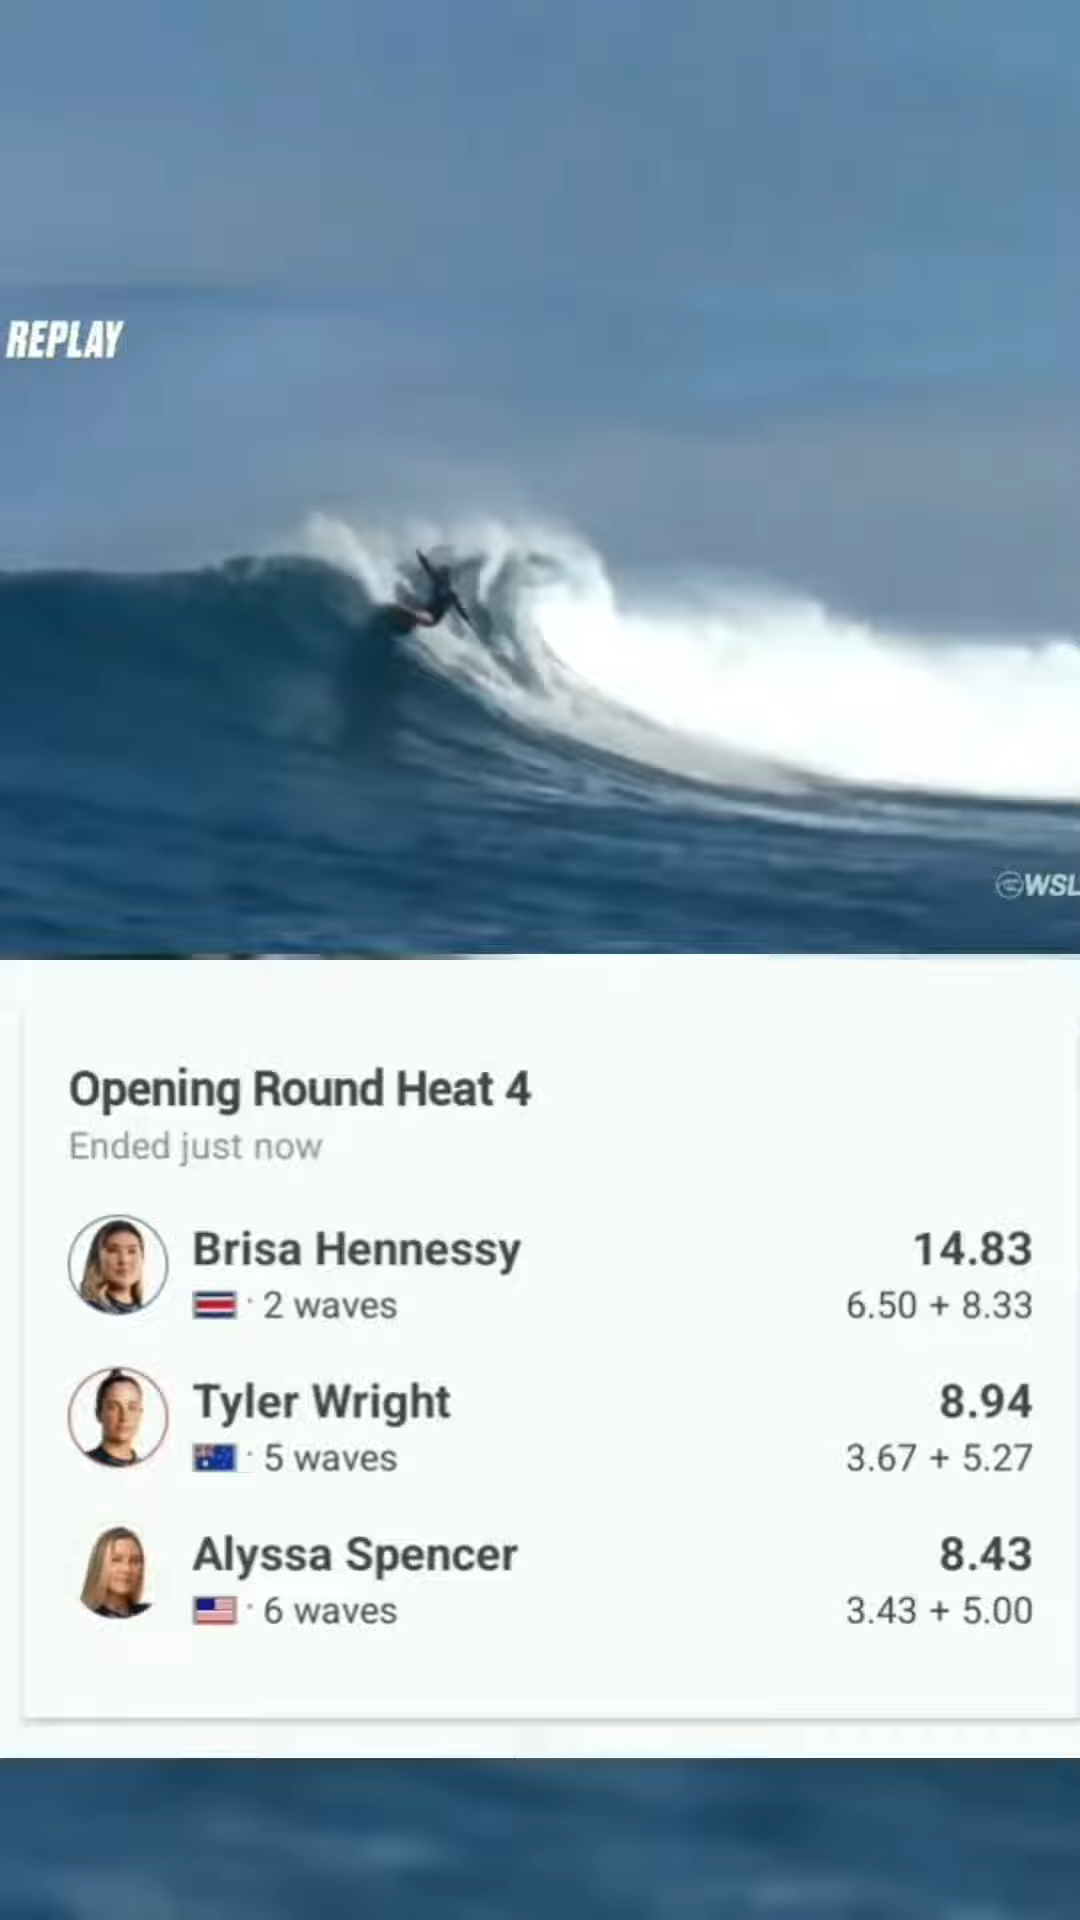 REPLAY
WSL
Opening Round Heat 4
Ended just now
Brisa Hennessy 14.83
· 2 waves 6.50 + 8.33
Tyler Wright 8.94
· 5 waves 3.67 + 5.27
Alyssa Spencer 8.43
· 6 waves 3.43 + 5.00